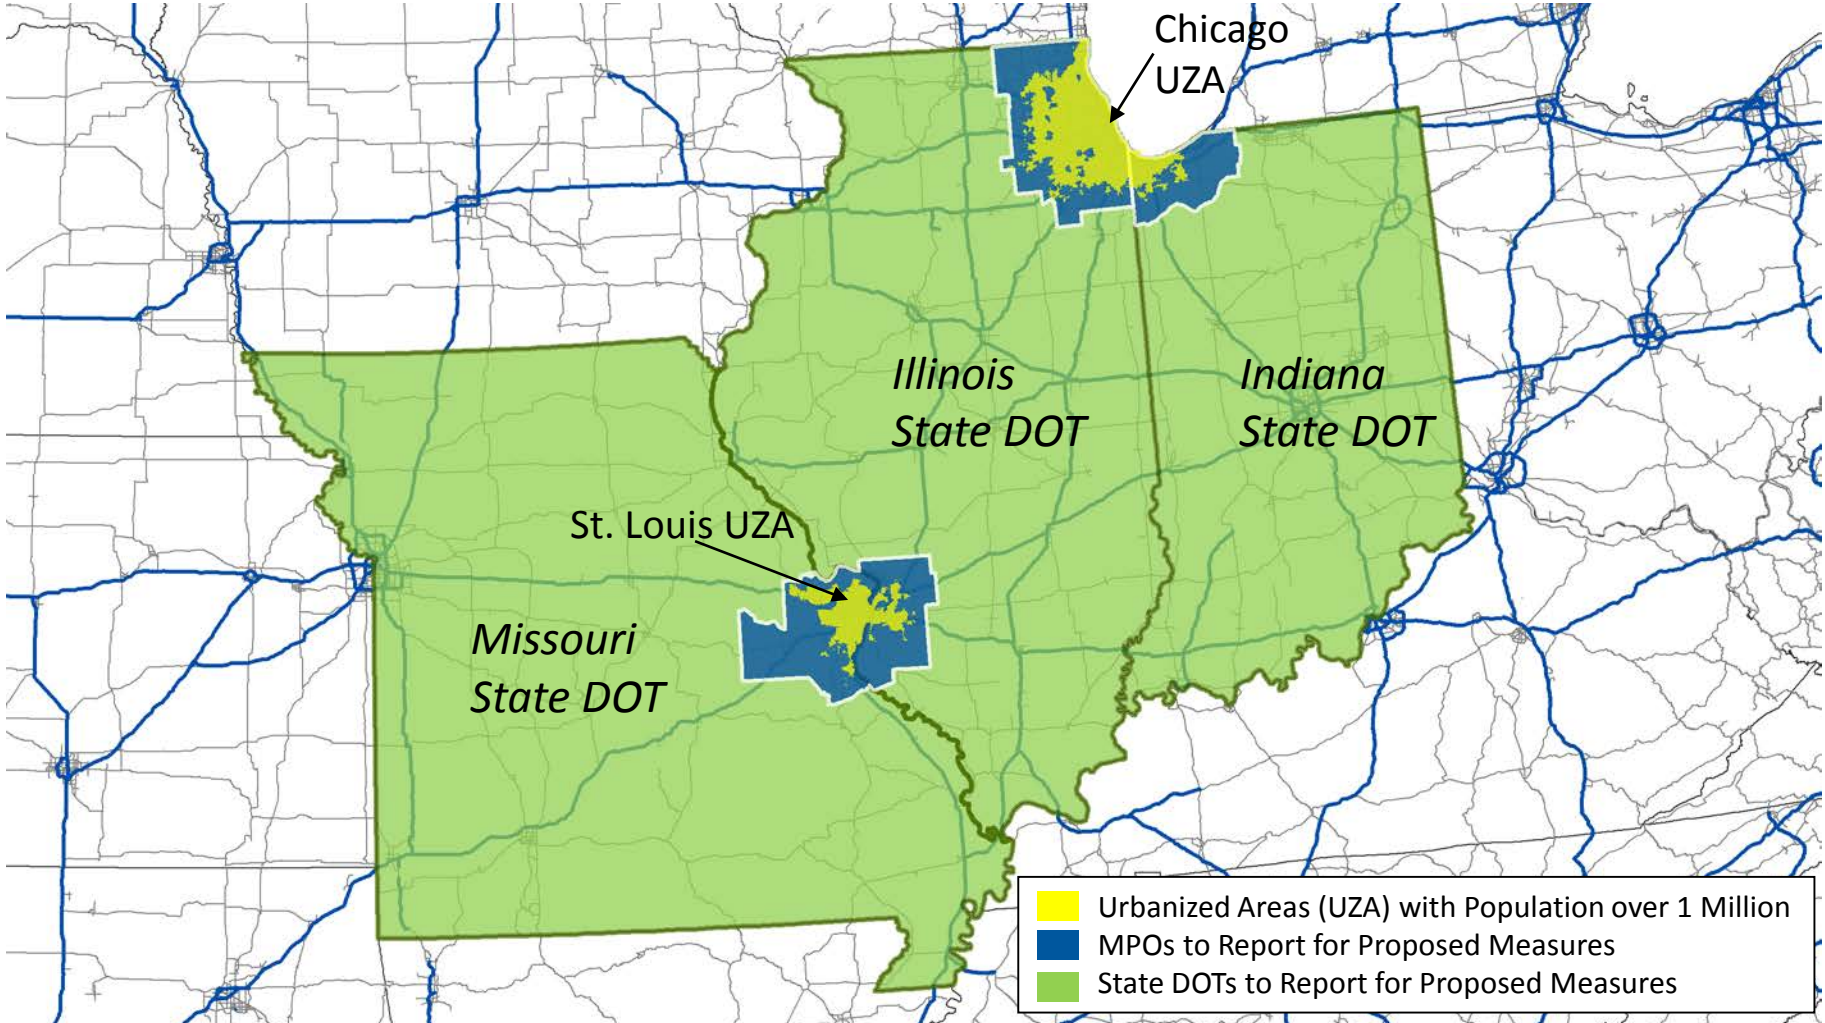 Chicago
UZA
Illinois
State DOT
Indiana
State DOT
St. Louis UZA
Missouri
State DOT
Urbanized Areas (UZA) with Population over 1 Million
MPOs to Report for Proposed Measures
State DOTs to Report for Proposed Measures